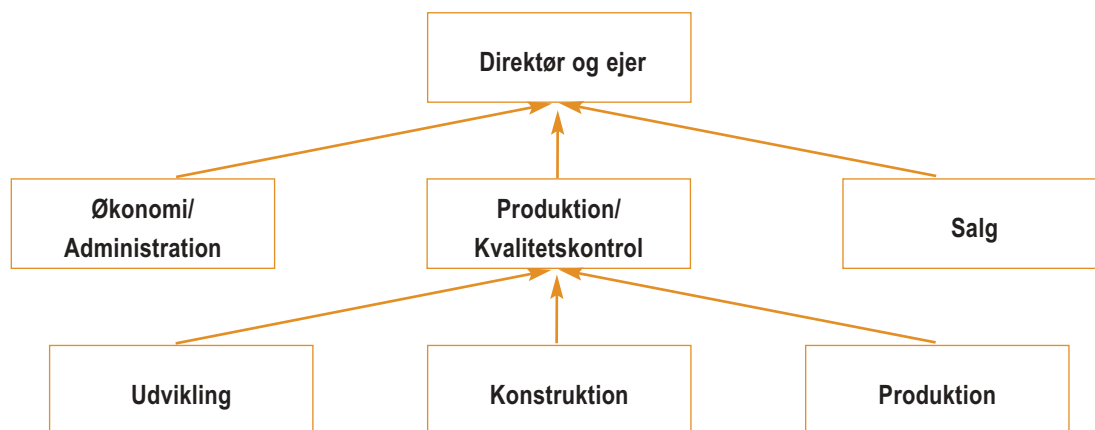 Direktør og ejer
Økonomi/
Administration
Produktion/
Kvalitetskontrol
Salg
Udvikling
Konstruktion
Produktion